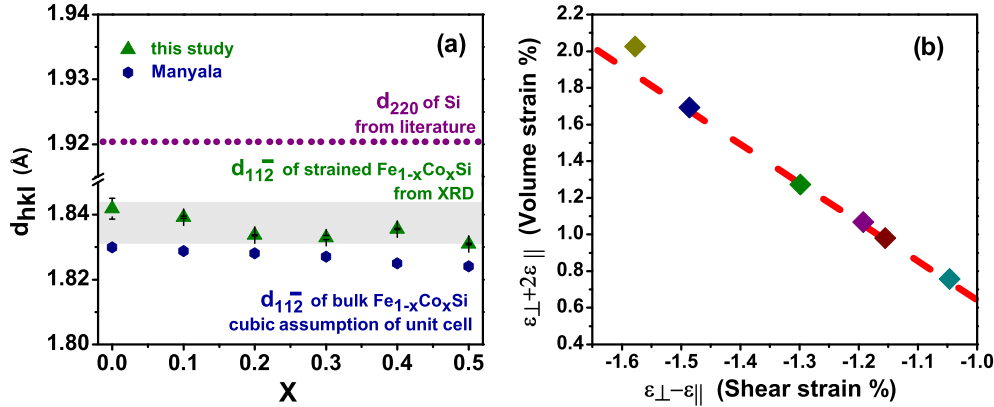 1.94
1.93
1.92
1.84
1.82
1.80
dhkl (Å)
(a)
this study
Manyala
d220 of Si
from literature
d112̄ of strained Fe1-xCoxSi
from XRD
d112̄ of bulk Fe1-xCoxSi
cubic assumption of unit cell
0.0 0.1 0.2 0.3 0.4 0.5
X
2.2
2.0
1.8
1.6
1.4
1.2
1.0
0.8
0.6
0.4
ε⊥+2ε|| (Volume strain %)
(b)
-1.6 -1.5 -1.4 -1.3 -1.2 -1.1 -1.0
ε⊥−ε|| (Shear strain %)